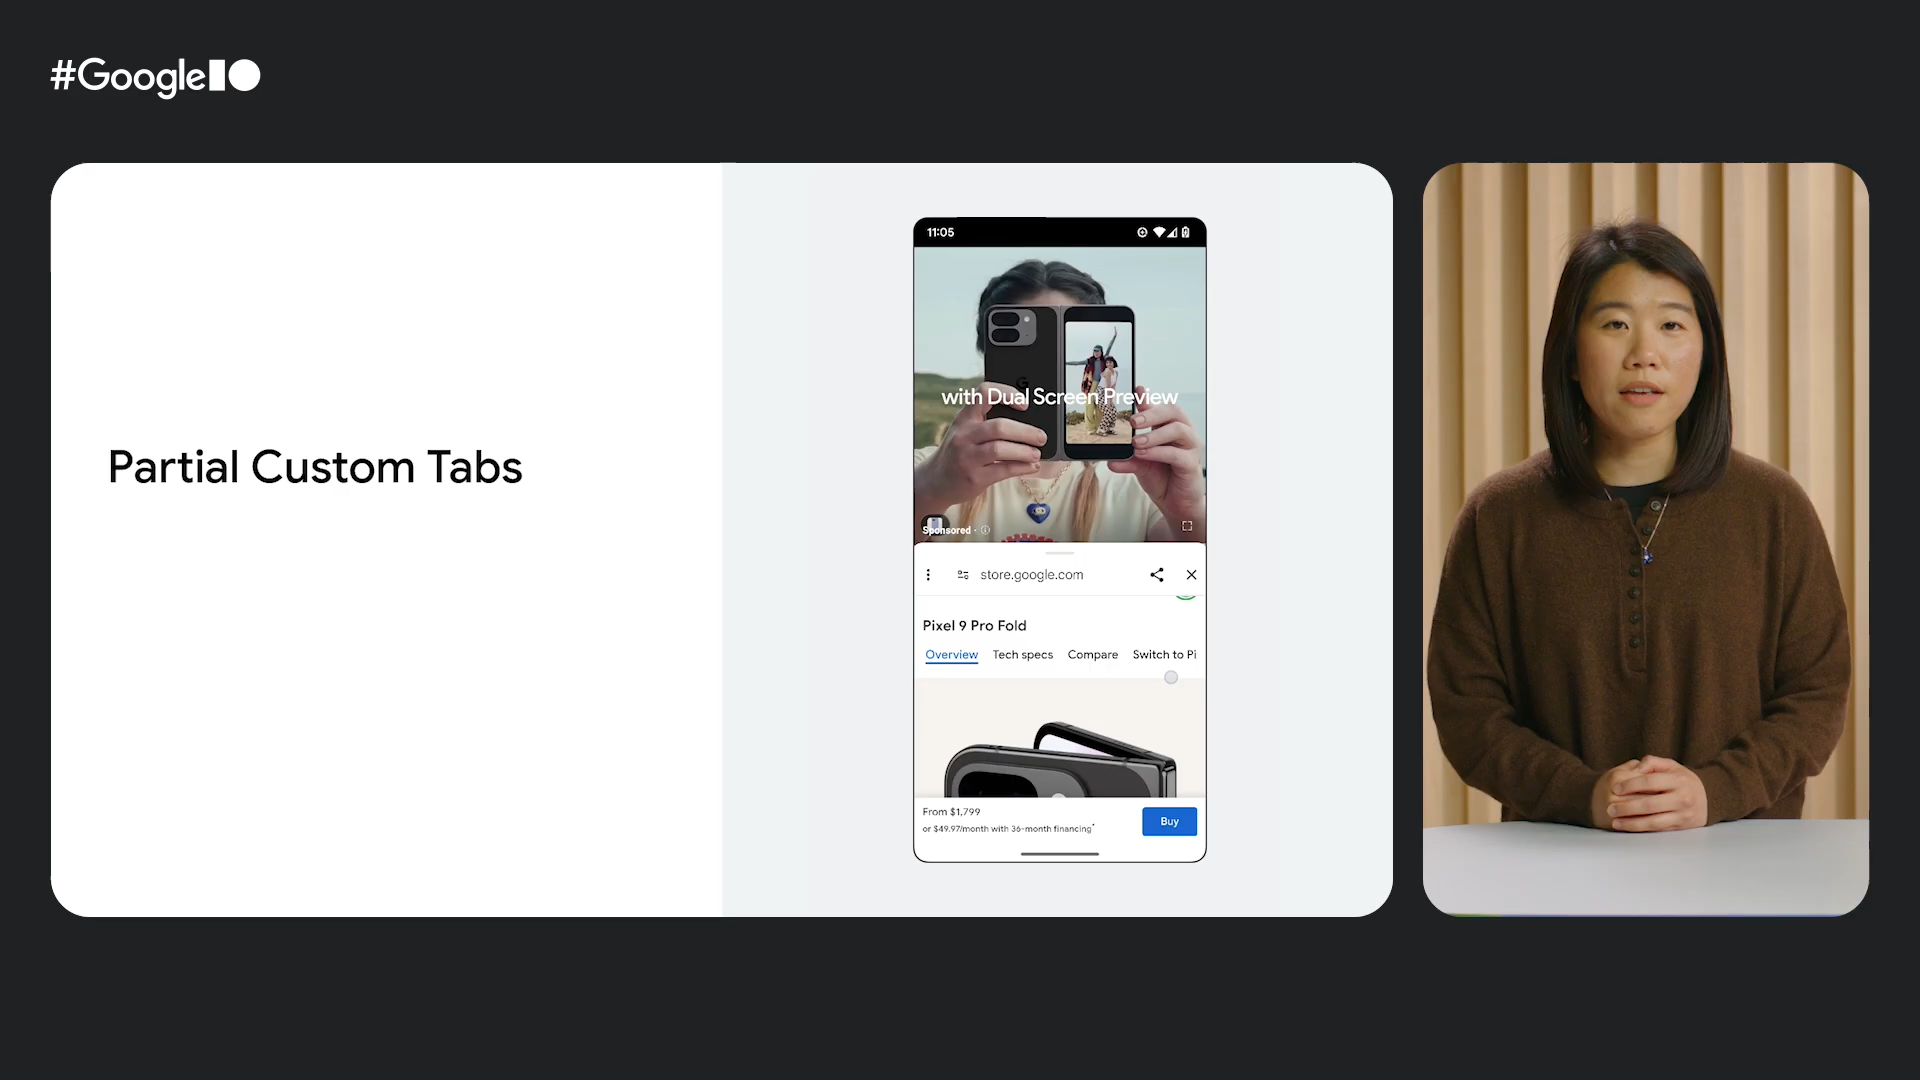 #GoogleIO
Partial Custom Tabs
11:05
with Dual Screen Preview
Sponsored ·
store.google.com
Pixel 9 Pro Fold
Overview Tech specs Compare Switch to Pi
From $1,799
or $49.97/month with 36-month financing*
Buy